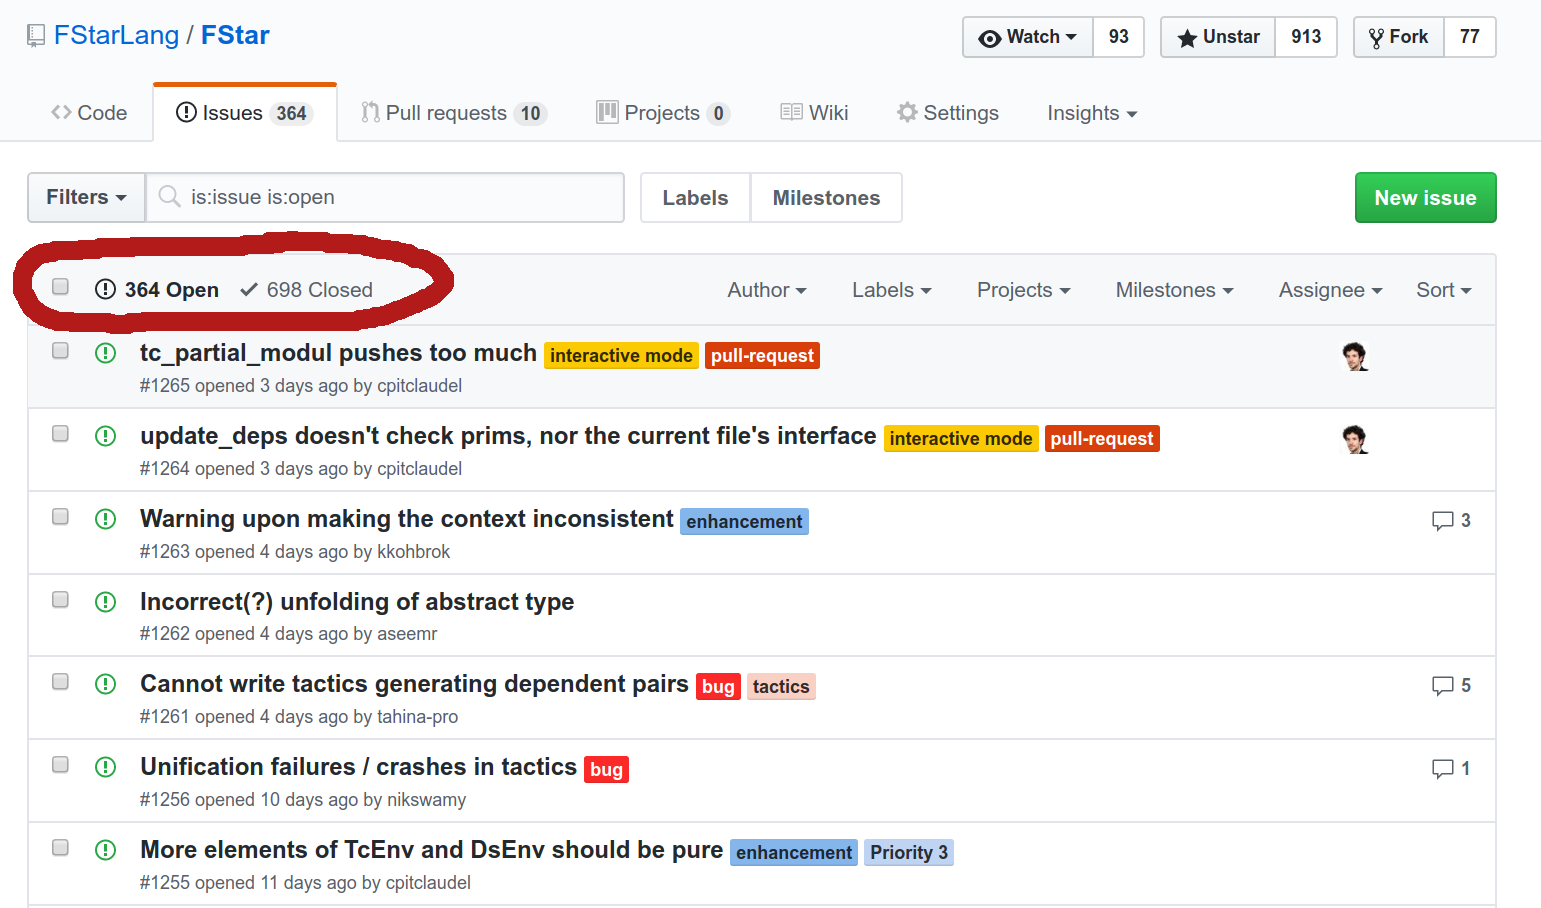 FStarLang / FStar
Watch 93 Unstar 913 Fork 77
Code Issues 364 Pull requests 10 Projects 0 Wiki Settings Insights
Filters is:issue is:open Labels Milestones New issue
364 Open 698 Closed Author Labels Projects Milestones Assignee Sort
tc_partial_modul pushes too much interactive mode pull-request
#1265 opened 3 days ago by cpitclaudel
update_deps doesn't check prims, nor the current file's interface interactive mode pull-request
#1264 opened 3 days ago by cpitclaudel
Warning upon making the context inconsistent enhancement 3
#1263 opened 4 days ago by kkohbrok
Incorrect(?) unfolding of abstract type
#1262 opened 4 days ago by aseemr
Cannot write tactics generating dependent pairs bug tactics 5
#1261 opened 4 days ago by tahina-pro
Unification failures / crashes in tactics bug 1
#1256 opened 10 days ago by nikswamy
More elements of TcEnv and DsEnv should be pure enhancement Priority 3
#1255 opened 11 days ago by cpitclaudel